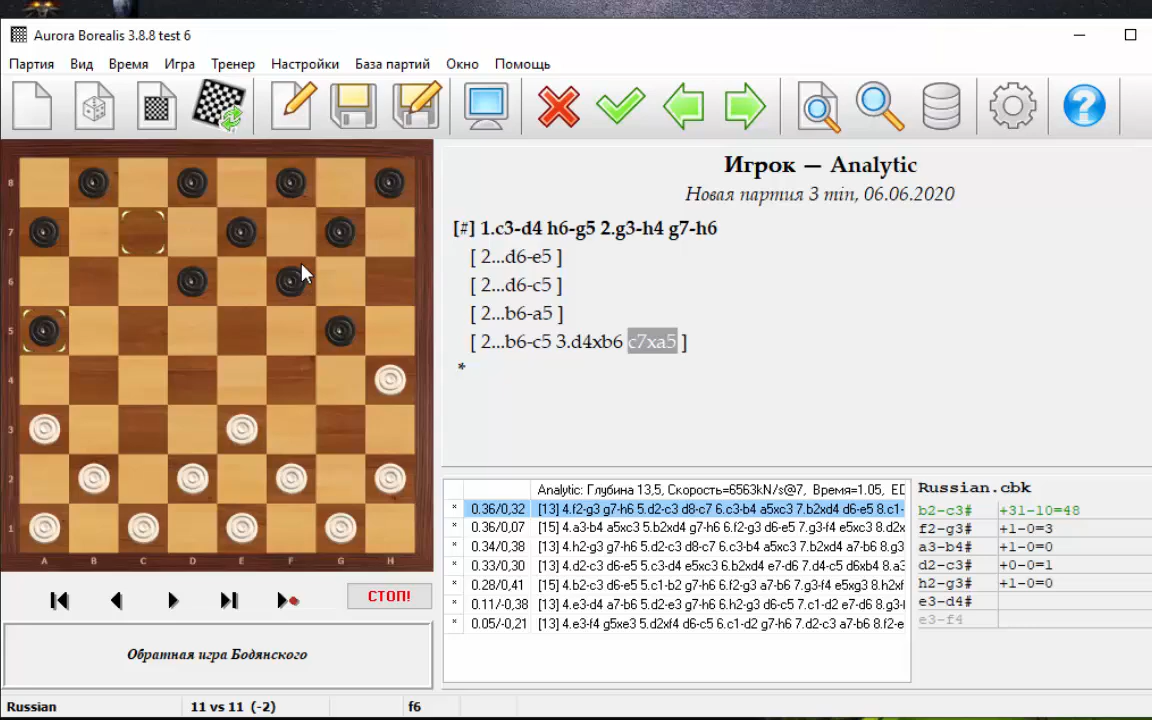 Aurora Borealis 3.8.8 test 6
Партия Вид Время Игра Тренер Настройки База партий Окно Помощь
8
7
6
5
4
3
2
1
A B C D E F G H
СТОП!
Обратная игра Бодянского
Игрок — Analytic
Новая партия 3 min, 06.06.2020
[#] 1.c3-d4 h6-g5 2.g3-h4 g7-h6
[ 2...d6-e5 ]
[ 2...d6-c5 ]
[ 2...b6-a5 ]
[ 2...b6-c5 3.d4xb6 c7xa5 ]
*
Analytic: Глубина 13,5, Скорость=6563kN/s@7, Время=1.05, ED
* 0.36/0,32 [13] 4.f2-g3 g7-h6 5.d2-c3 d8-c7 6.c3-b4 a5xc3 7.b2xd4 d6-e5 8.c1-
* 0.36/0,07 [15] 4.a3-b4 a5xc3 5.b2xd4 g7-h6 6.f2-g3 d6-e5 7.g3-f4 e5xc3 8.d2x
* 0.34/0,38 [13] 4.h2-g3 g7-h6 5.d2-c3 d8-c7 6.c3-b4 a5xc3 7.b2xd4 a7-b6 8.g3
* 0.33/0,30 [13] 4.d2-c3 d6-e5 5.c3-d4 e5xc3 6.b2xd4 e7-d6 7.d4-c5 d6xb4 8.a3
* 0.28/0,41 [15] 4.b2-c3 d6-e5 5.c1-b2 g7-h6 6.f2-g3 a7-b6 7.g3-f4 e5xg3 8.h2xf
* 0.11/-0,38 [13] 4.e3-d4 a7-b6 5.d2-e3 g7-h6 6.h2-g3 d6-c5 7.c1-d2 e7-d6 8.g3-f
* 0.05/-0,21 [13] 4.e3-f4 g5xe3 5.d2xf4 d6-c5 6.c1-d2 g7-h6 7.d2-c3 a7-b6 8.f2-e
Russian.cbk
b2-c3# +31-10=48
f2-g3# +1-0=3
a3-b4# +1-0=0
d2-c3# +0-0=1
h2-g3# +1-0=0
e3-d4#
e3-f4
Russian 11 vs 11 (-2) f6